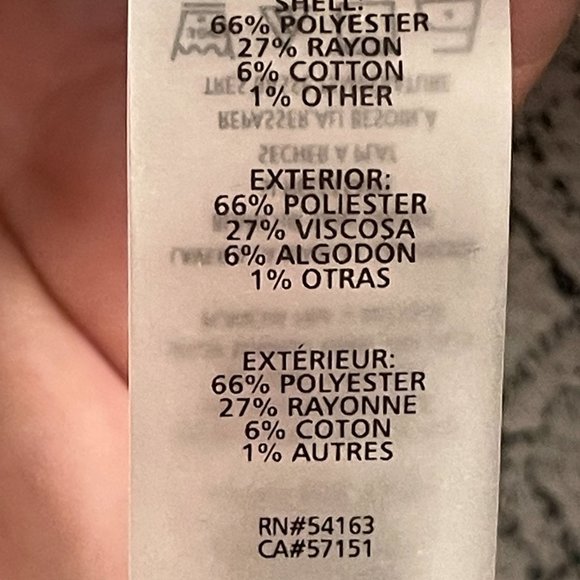 SHELL:
66% POLYESTER
27% RAYON
6% COTTON
1% OTHER
EXTERIOR:
66% POLIESTER
27% VISCOSA
6% ALGODÓN
1% OTRAS
EXTÉRIEUR:
66% POLYESTER
27% RAYONNE
6% COTON
1% AUTRES
RN#54163
CA#57151